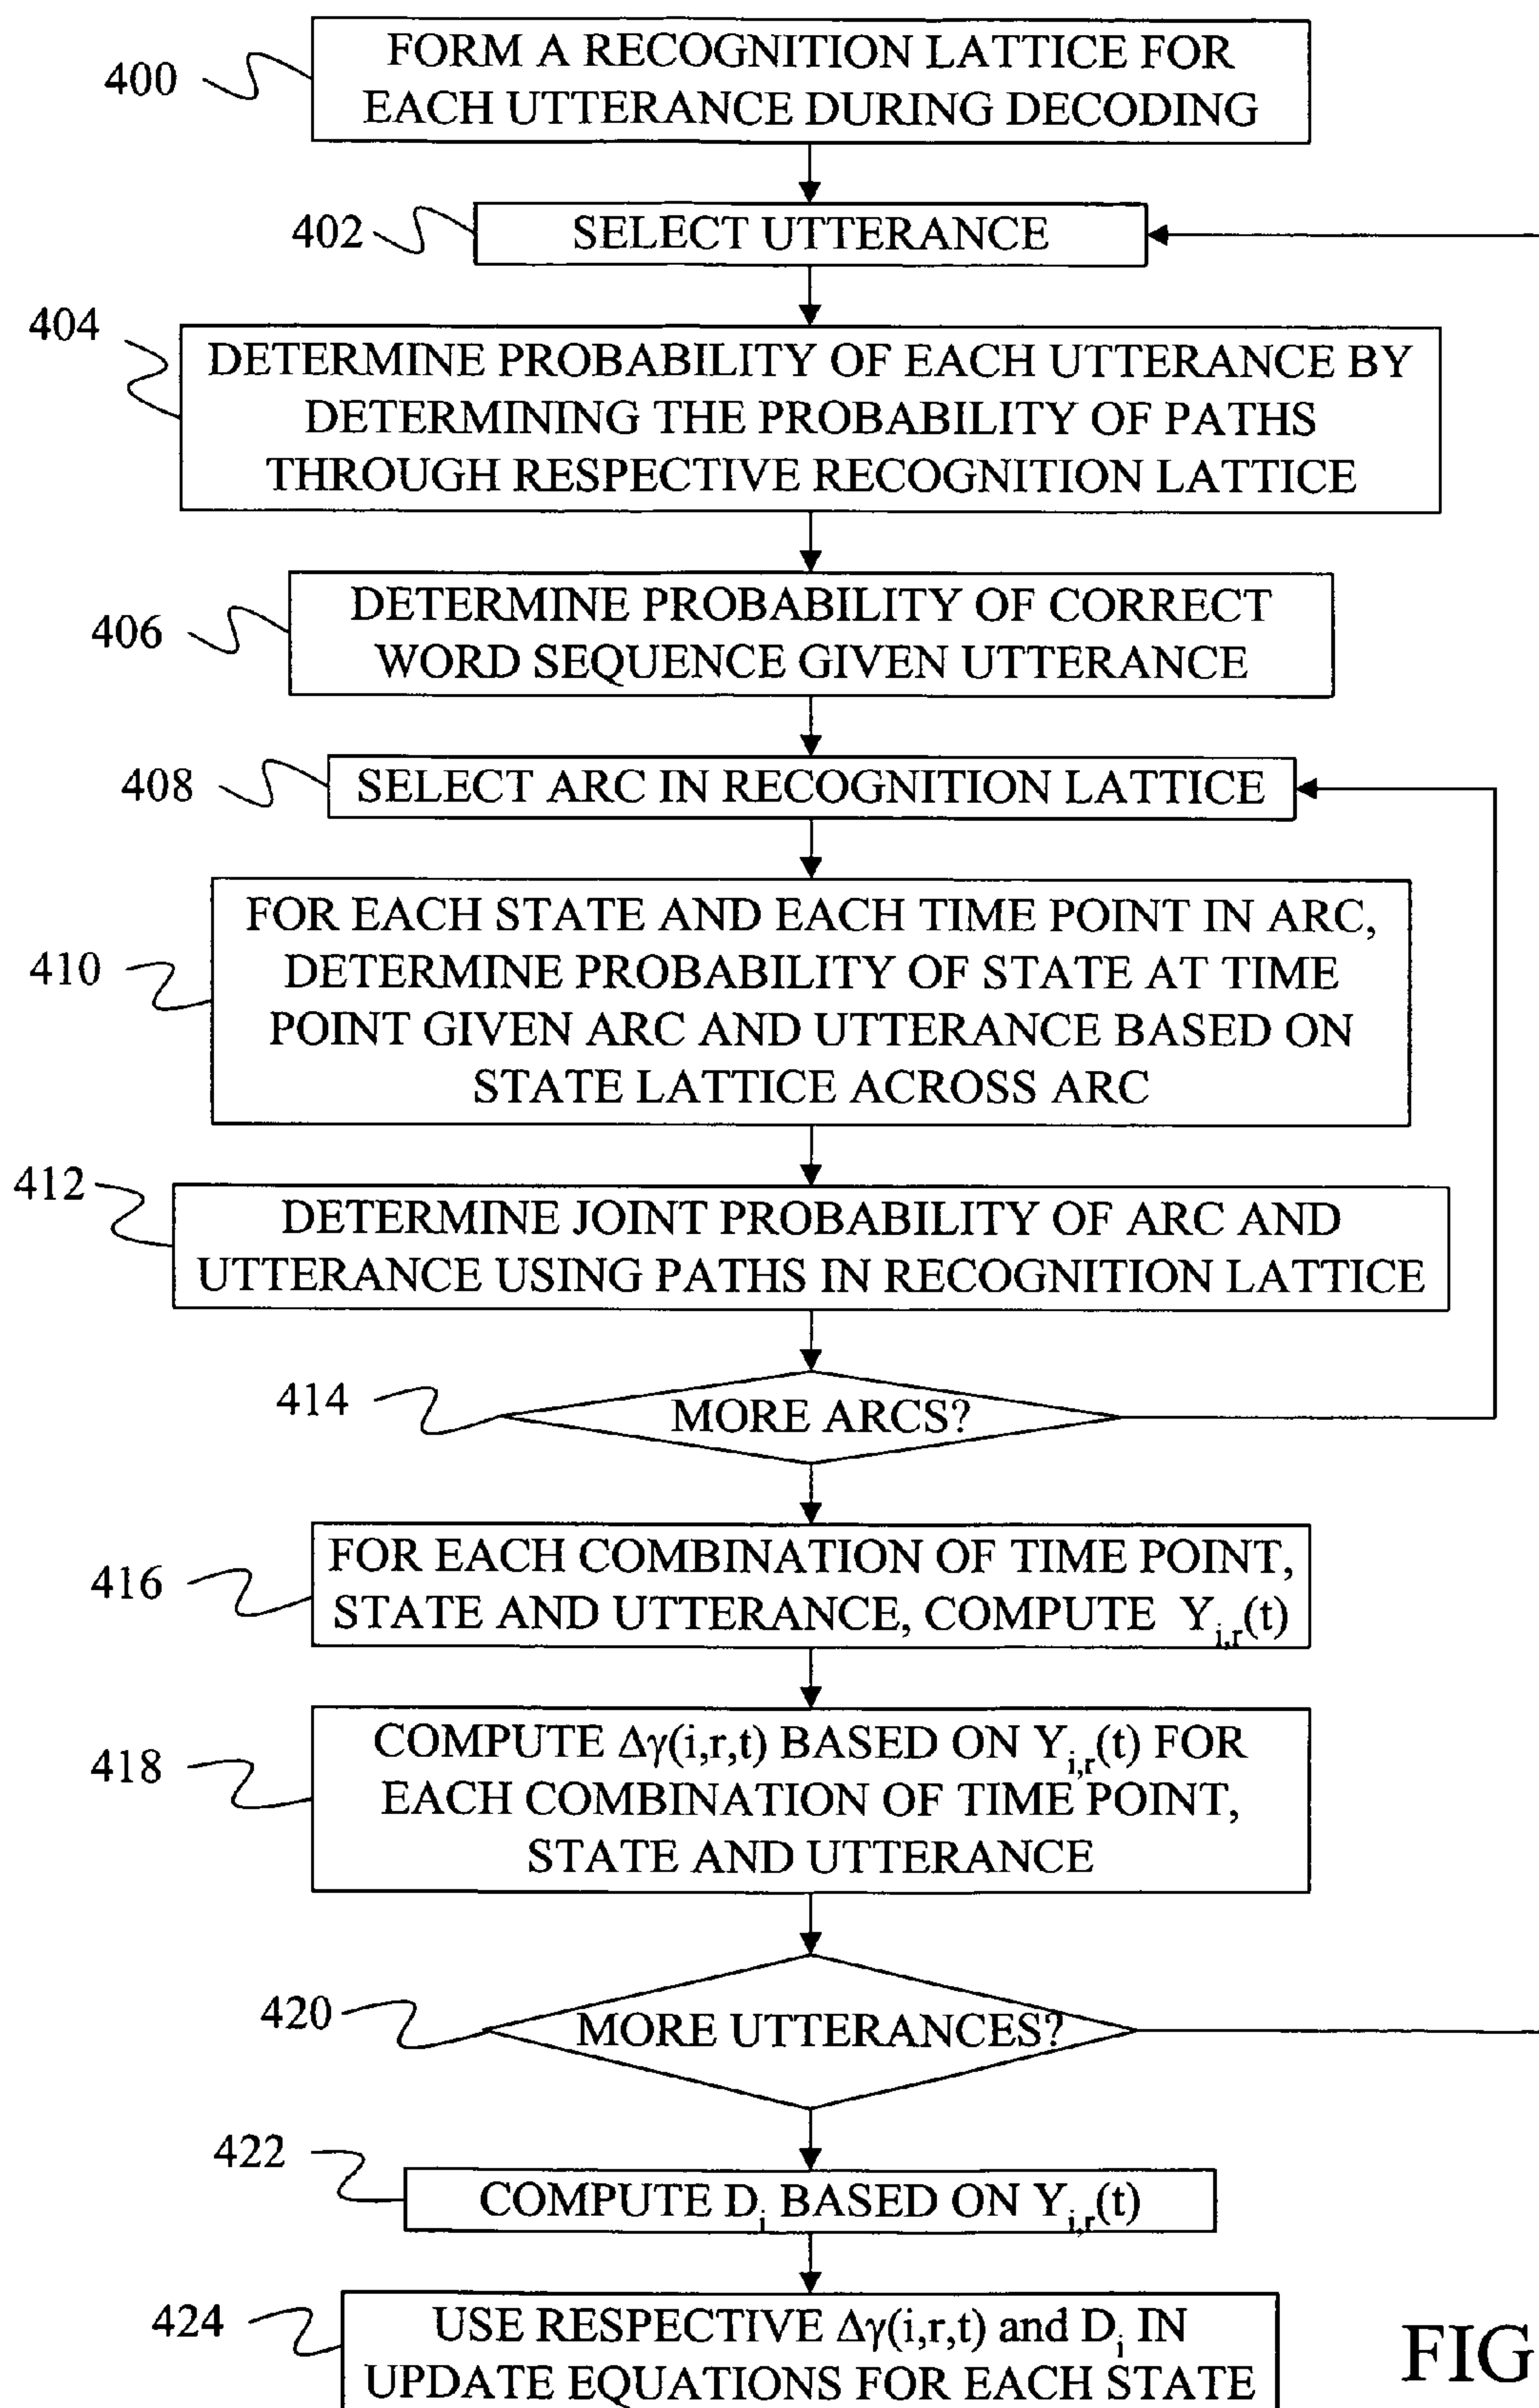 400
FORM A RECOGNITION LATTICE FOR
EACH UTTERANCE DURING DECODING
402
SELECT UTTERANCE
404
DETERMINE PROBABILITY OF EACH UTTERANCE BY
DETERMINING THE PROBABILITY OF PATHS
THROUGH RESPECTIVE RECOGNITION LATTICE
406
DETERMINE PROBABILITY OF CORRECT
WORD SEQUENCE GIVEN UTTERANCE
408
SELECT ARC IN RECOGNITION LATTICE
410
FOR EACH STATE AND EACH TIME POINT IN ARC,
DETERMINE PROBABILITY OF STATE AT TIME
POINT GIVEN ARC AND UTTERANCE BASED ON
STATE LATTICE ACROSS ARC
412
DETERMINE JOINT PROBABILITY OF ARC AND
UTTERANCE USING PATHS IN RECOGNITION LATTICE
414
MORE ARCS?
416
FOR EACH COMBINATION OF TIME POINT,
STATE AND UTTERANCE, COMPUTE Y_{i,r}(t)
418
COMPUTE Δγ(i,r,t) BASED ON Y_{i,r}(t) FOR
EACH COMBINATION OF TIME POINT,
STATE AND UTTERANCE
420
MORE UTTERANCES?
422
COMPUTE D_i BASED ON Y_{i,r}(t)
424
USE RESPECTIVE Δγ(i,r,t) and D_i IN
UPDATE EQUATIONS FOR EACH STATE
FIG